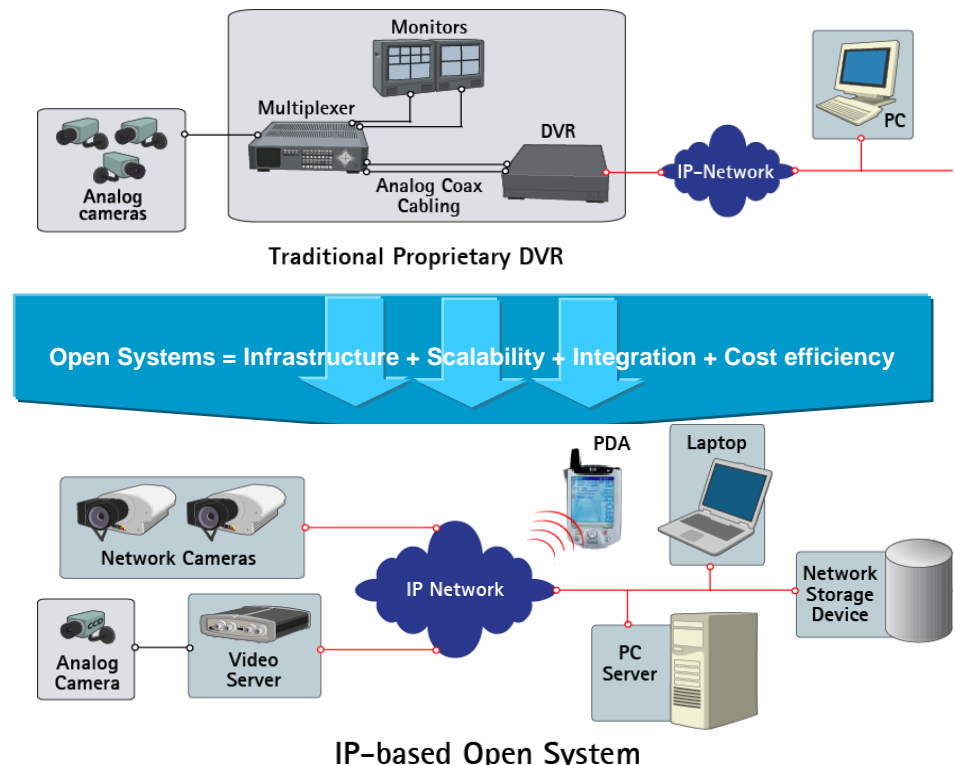 Monitors
Multiplexer
DVR
PC
IP-Network
Analog
cameras
Analog Coax
Cabling
Traditional Proprietary DVR
Open Systems = Infrastructure + Scalability + Integration + Cost efficiency
PDA
Laptop
Network Cameras
IP Network
Network
Storage
Device
Analog
Camera
Video
Server
PC
Server
IP-based Open System